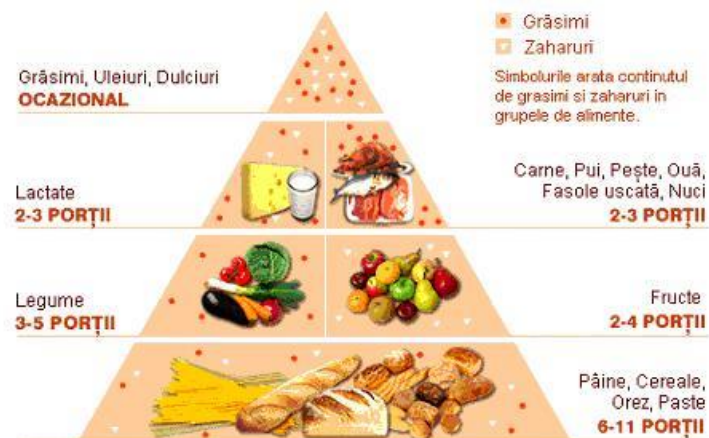 Grăsimi
Zaharuri
Simbolurile arata continutul
de grasimi si zaharuri in
grupele de alimente.
Grăsimi, Uleiuri, Dulciuri
OCAZIONAL
Lactate
2-3 PORȚII
Carne, Pui, Pește, Ouă,
Fasole uscată, Nuci
2-3 PORȚII
Legume
3-5 PORȚII
Fructe
2-4 PORȚII
Pâine, Cereale,
Orez, Paste
6-11 PORȚII